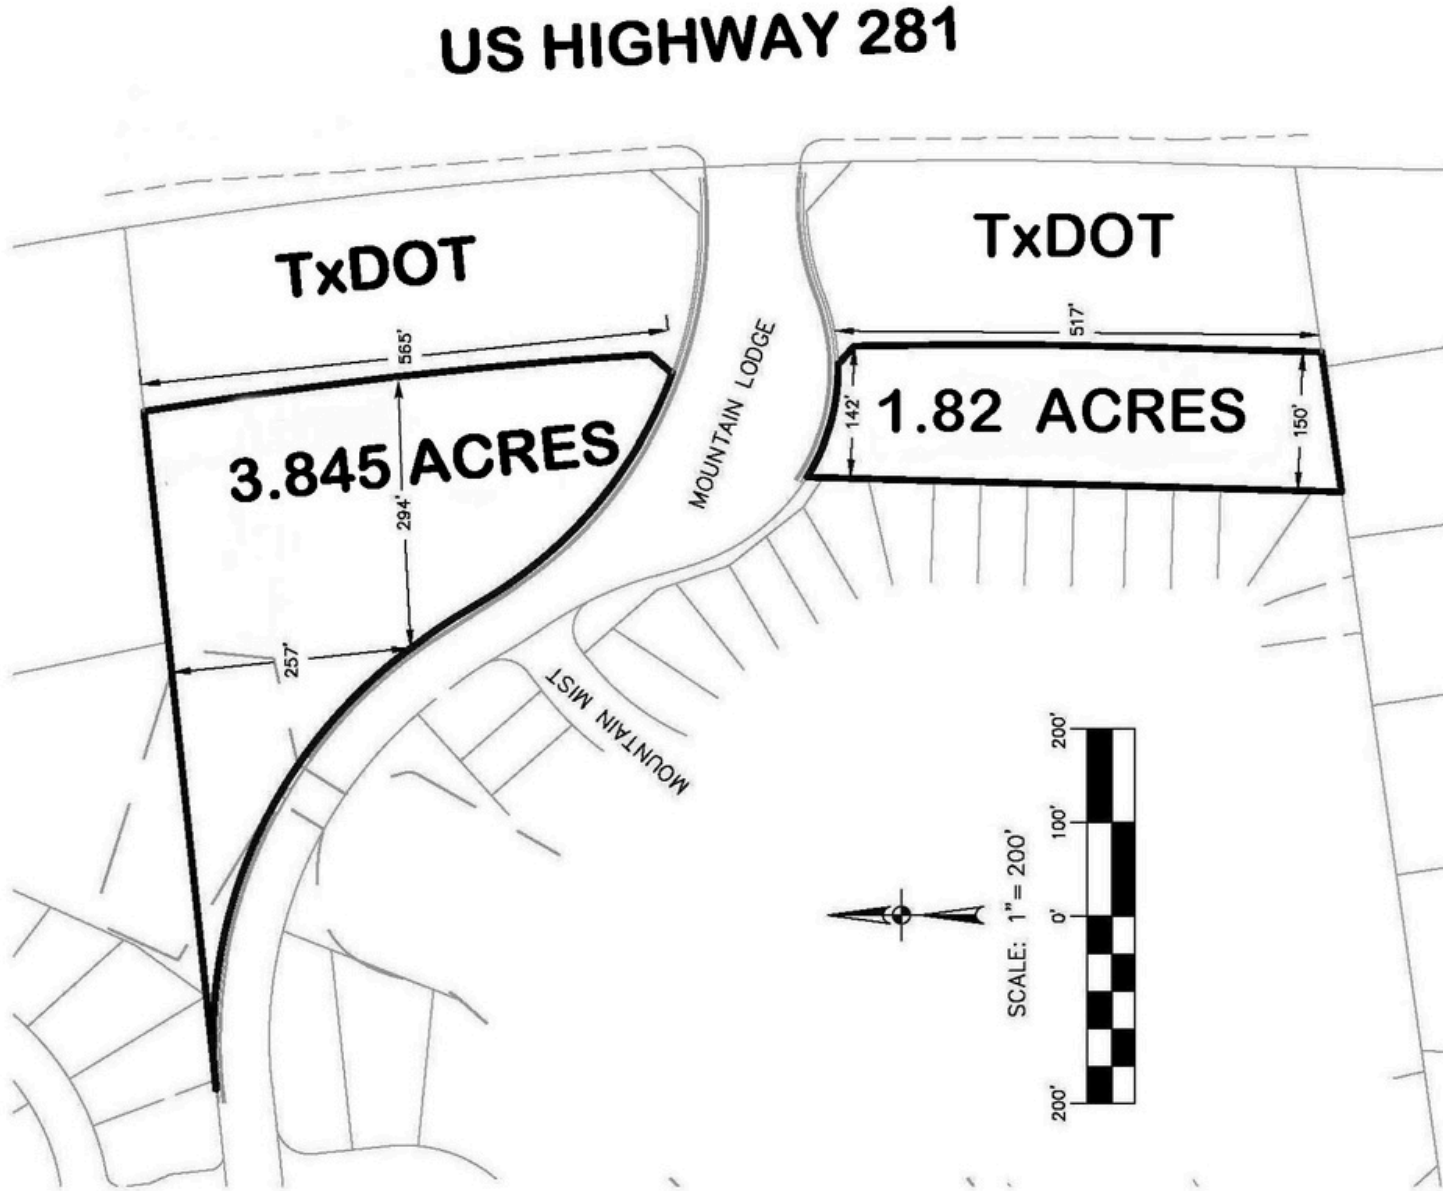 US HIGHWAY 281
TxDOT
TxDOT
565'
517'
MOUNTAIN LODGE
3.845 ACRES
294'
142'
1.82 ACRES
150'
257'
MOUNTAIN MIST
200'
100'
0'
200'
SCALE: 1"= 200'